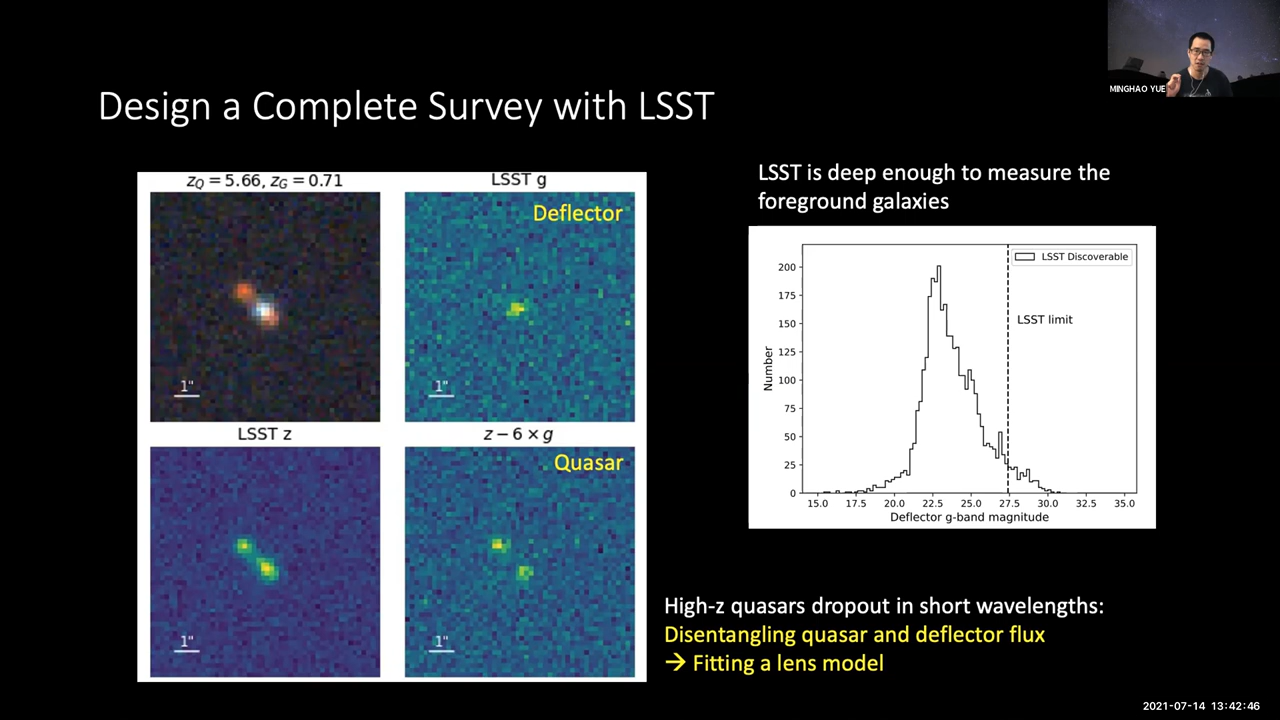 MINGHAO YUE
Design a Complete Survey with LSST
z_Q = 5.66, z_G = 0.71
LSST g
Deflector
1"
1"
LSST z
z − 6 × g
Quasar
1"
1"
LSST is deep enough to measure the
foreground galaxies
LSST Discoverable
LSST limit
200
175
150
125
100
75
50
25
0
Number
15.0 17.5 20.0 22.5 25.0 27.5 30.0 32.5 35.0
Deflector g-band magnitude
High-z quasars dropout in short wavelengths:
Disentangling quasar and deflector flux
→ Fitting a lens model
2021-07-14 13:42:46